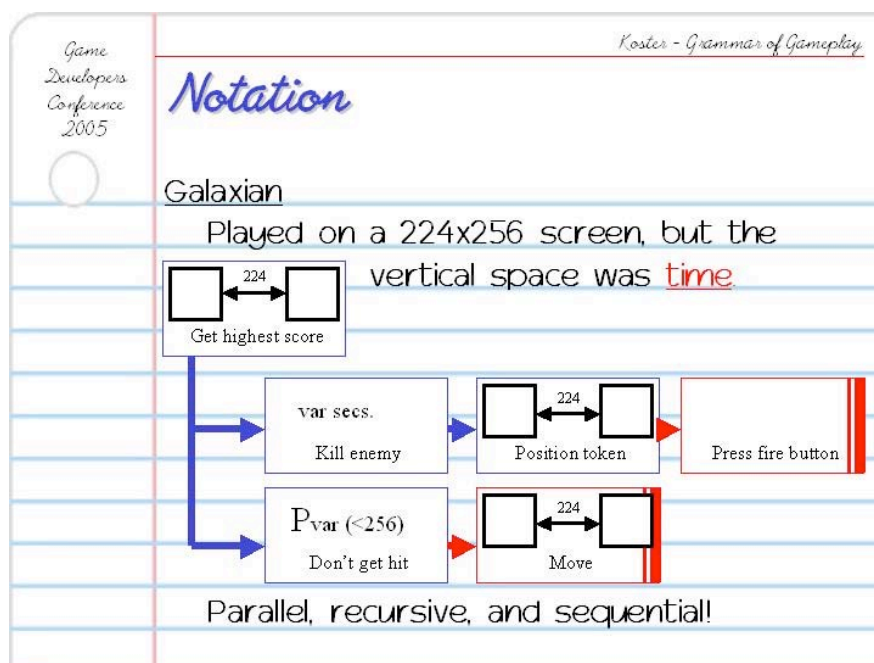 Game
Developers
Conference
2005
Koster - Grammar of Gameplay
Notation
Galaxian
Played on a 224x256 screen, but the
vertical space was time.
224
Get highest score
var secs.
Kill enemy
224
Position token
Press fire button
Pvar (<256)
Don't get hit
224
Move
Parallel, recursive, and sequential!